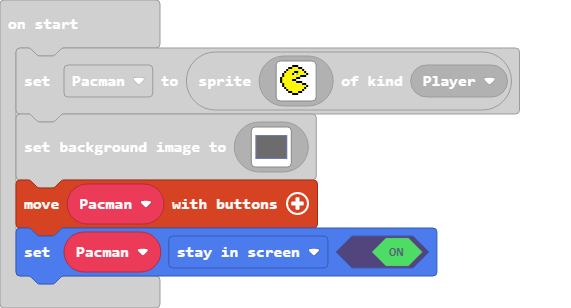 on start
set Pacman to sprite of kind Player
set background image to
move Pacman with buttons
set Pacman stay in screen ON